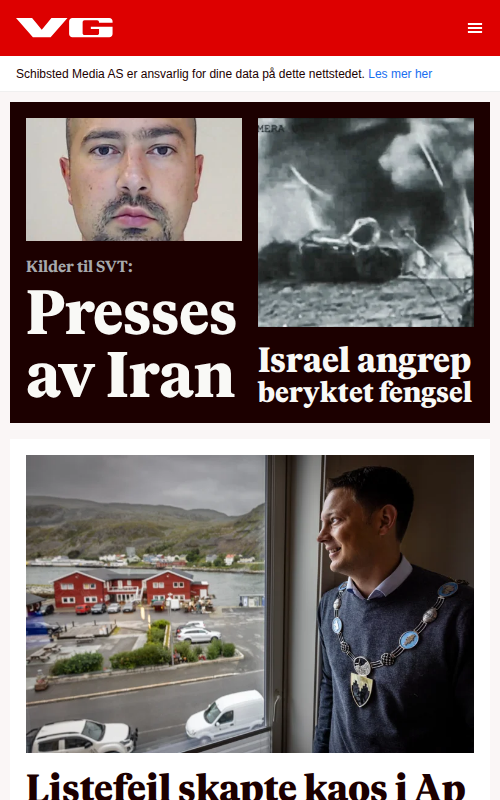 VG
Schibsted Media AS er ansvarlig for dine data på dette nettstedet. Les mer her
Kilder til SVT:
Presses
av Iran
MERA
Israel angrep
beryktet fengsel
Listefeil skapte kaos i Ap